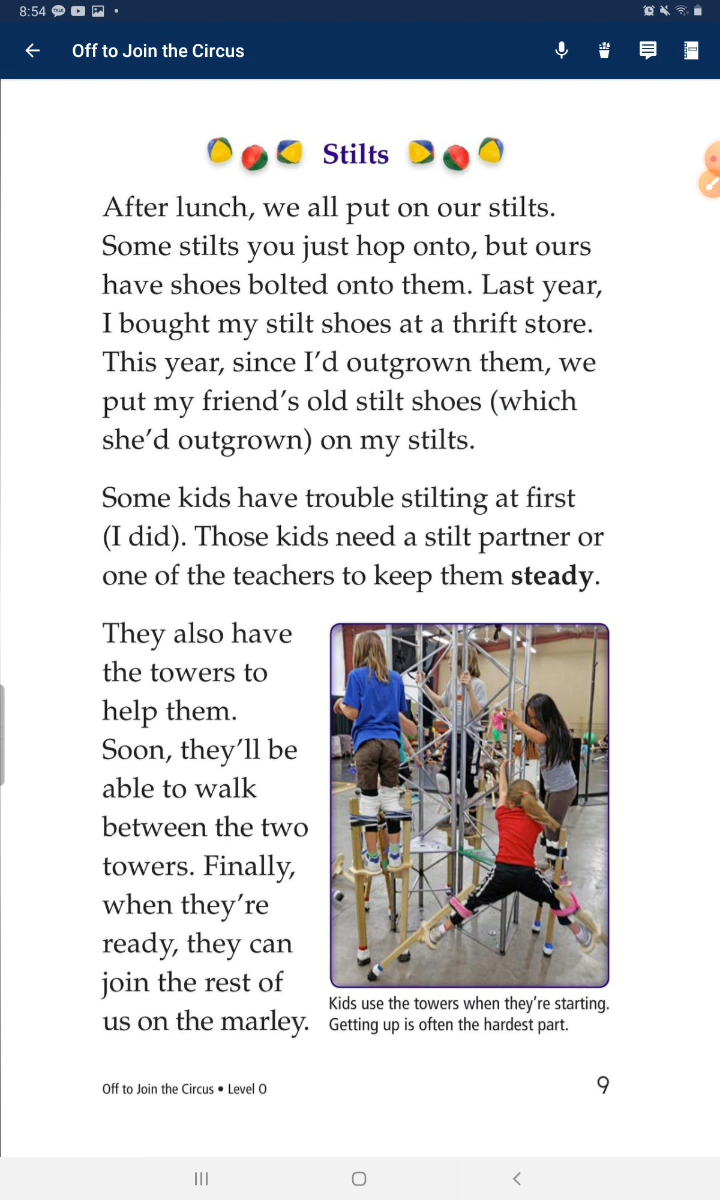 8:54
Off to Join the Circus
Stilts
After lunch, we all put on our stilts.
Some stilts you just hop onto, but ours
have shoes bolted onto them. Last year,
I bought my stilt shoes at a thrift store.
This year, since I’d outgrown them, we
put my friend’s old stilt shoes (which
she’d outgrown) on my stilts.
Some kids have trouble stilting at first
(I did). Those kids need a stilt partner or
one of the teachers to keep them steady.
They also have
the towers to
help them.
Soon, they’ll be
able to walk
between the two
towers. Finally,
when they’re
ready, they can
join the rest of
us on the marley.
Kids use the towers when they’re starting.
Getting up is often the hardest part.
Off to Join the Circus • Level O
9